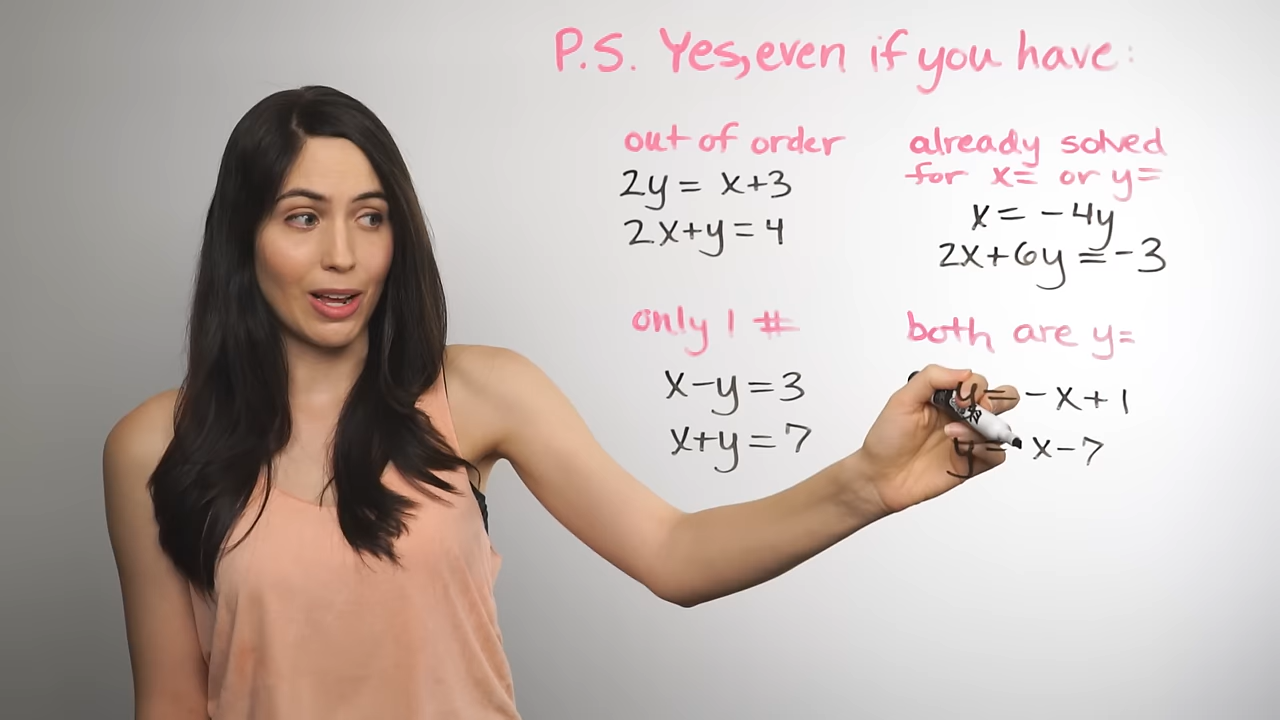 P.S. Yes, even if you have:
out of order
2y = x+3
2x+y = 4
already solved
for x= or y=
x = -4y
2x+6y = -3
only 1 #
x-y = 3
x+y = 7
both are y=
y = -x+1
y = x-7